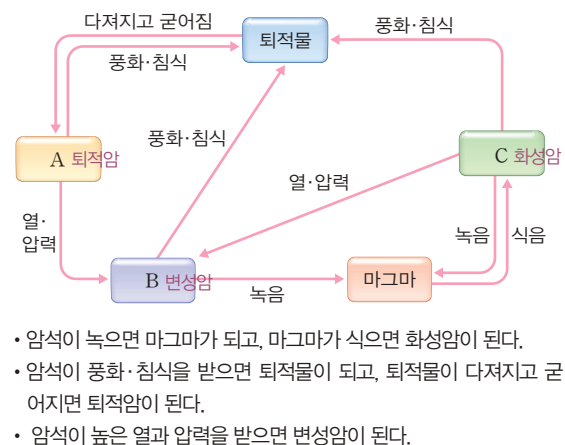 다져지고 굳어짐
퇴적물
풍화·침식
풍화·침식
풍화·침식
A 퇴적암
C 화성암
열·압력
열·
압력
녹음
식음
B 변성암
마그마
녹음
• 암석이 녹으면 마그마가 되고, 마그마가 식으면 화성암이 된다.
• 암석이 풍화·침식을 받으면 퇴적물이 되고, 퇴적물이 다져지고 굳
어지면 퇴적암이 된다.
• 암석이 높은 열과 압력을 받으면 변성암이 된다.